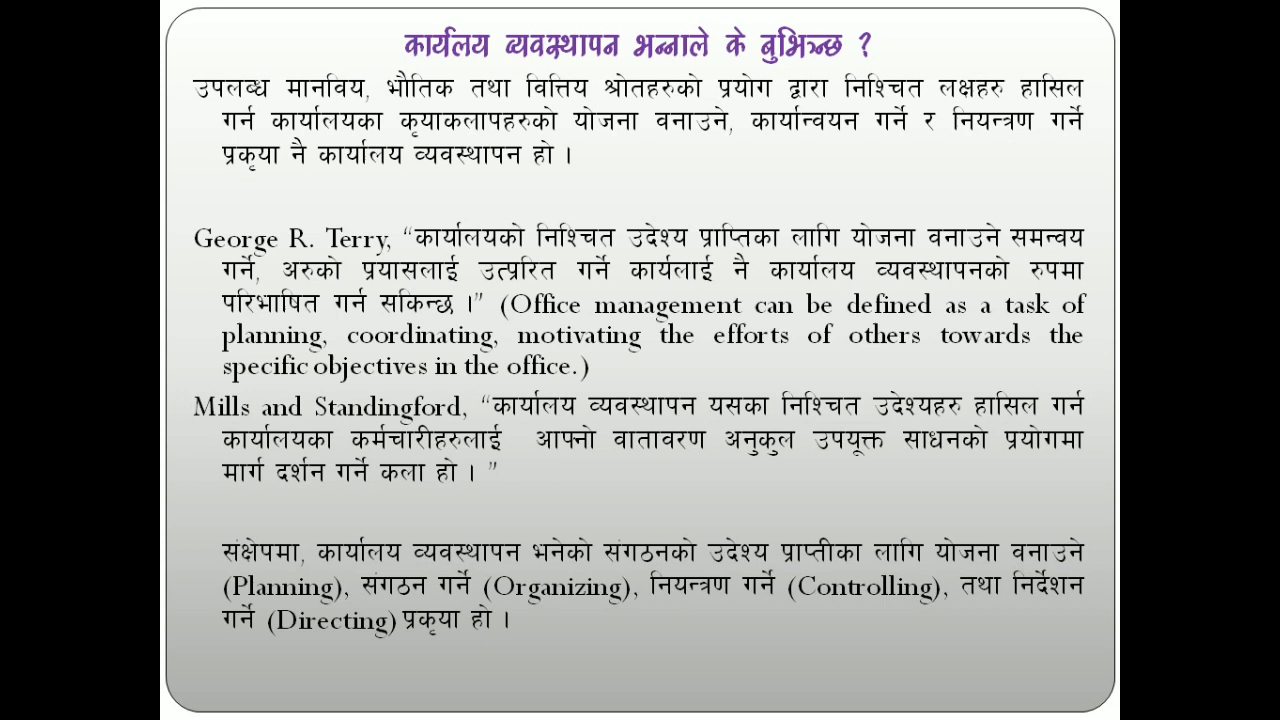 कार्यलय व्यवस्थापन भन्नाले के बुझिन्छ ?
उपलब्ध मानविय, भौतिक तथा वित्तिय श्रोतहरुको प्रयोग द्वारा निश्चित लक्षहरु हासिल
गर्न कार्यालयका कृयाकलापहरुको योजना वनाउने, कार्यान्वयन गर्ने र नियन्त्रण गर्ने
प्रकृया नै कार्यालय व्यवस्थापन हो ।
George R. Terry, “कार्यालयको निश्चित उदेश्य प्राप्तिका लागि योजना वनाउने समन्वय
गर्ने, अरुको प्रयासलाई उत्प्ररित गर्ने कार्यलाई नै कार्यालय व्यवस्थापनको रुपमा
परिभाषित गर्न सकिन्छ ।” (Office management can be defined as a task of
planning, coordinating, motivating the efforts of others towards the
specific objectives in the office.)
Mills and Standingford, “कार्यालय व्यवस्थापन यसका निश्चित उदेश्यहरु हासिल गर्न
कार्यालयका कर्मचारीहरुलाई आफ्नो वातावरण अनुकुल उपयूक्त साधनको प्रयोगमा
मार्ग दर्शन गर्ने कला हो । ”
संक्षेपमा, कार्यालय व्यवस्थापन भनेको संगठनको उदेश्य प्राप्तीका लागि योजना वनाउने
(Planning), संगठन गर्ने (Organizing), नियन्त्रण गर्ने (Controlling), तथा निर्देशन
गर्ने (Directing) प्रकृया हो ।